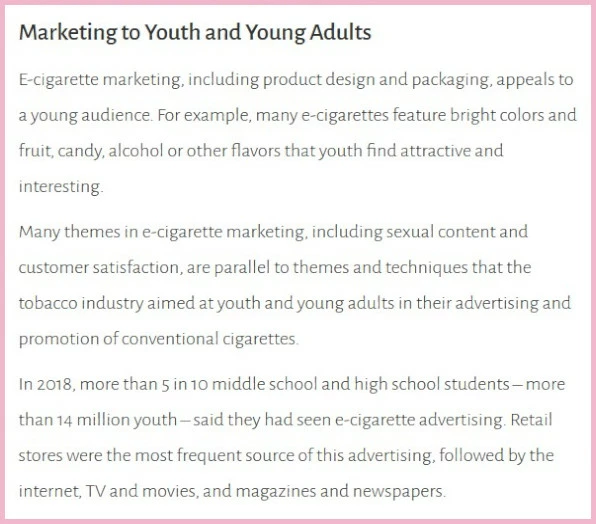 Marketing to Youth and Young Adults
E-cigarette marketing, including product design and packaging, appeals to
a young audience. For example, many e-cigarettes feature bright colors and
fruit, candy, alcohol or other flavors that youth find attractive and
interesting.
Many themes in e-cigarette marketing, including sexual content and
customer satisfaction, are parallel to themes and techniques that the
tobacco industry aimed at youth and young adults in their advertising and
promotion of conventional cigarettes.
In 2018, more than 5 in 10 middle school and high school students—more
than 14 million youth—said they had seen e-cigarette advertising. Retail
stores were the most frequent source of this advertising, followed by the
internet, TV and movies, and magazines and newspapers.